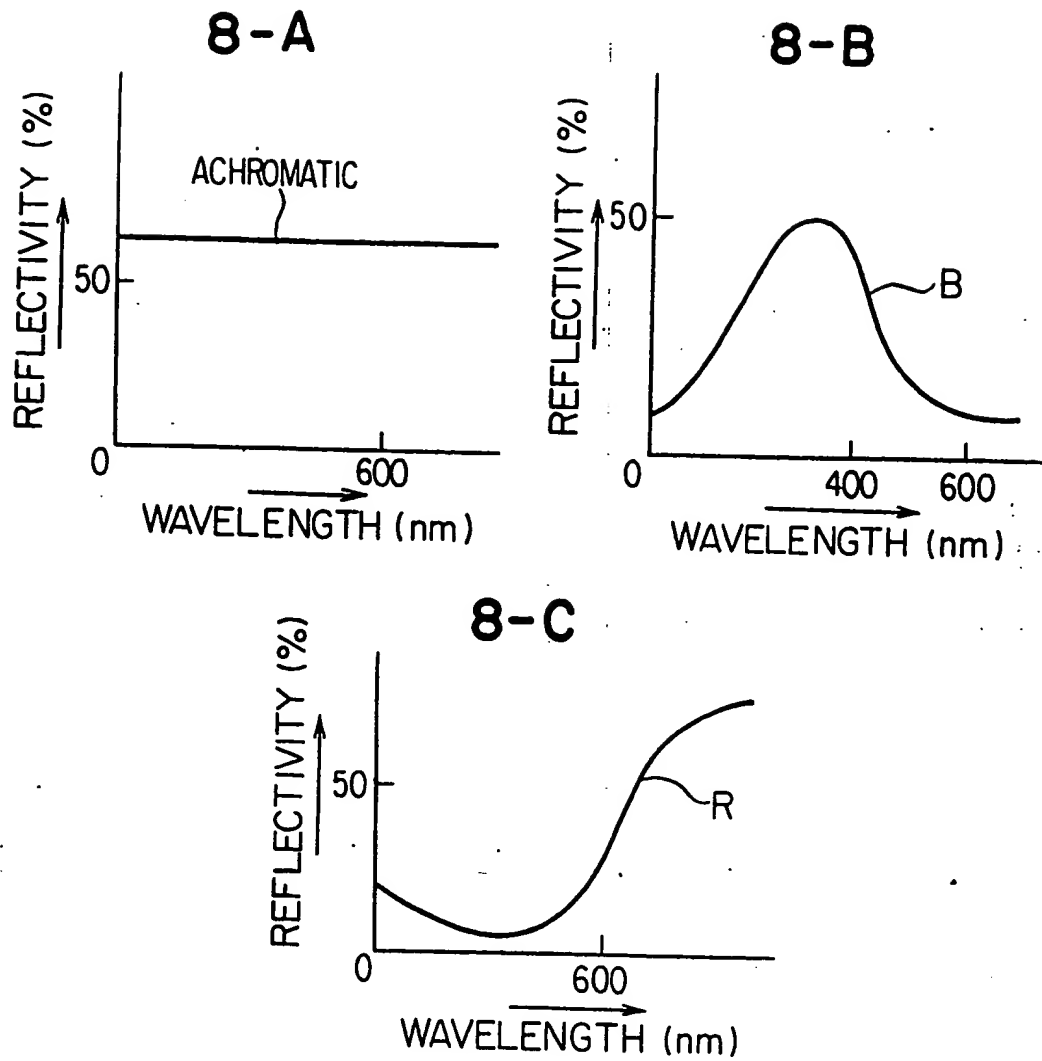 8-A
REFLECTIVITY (%)
ACHROMATIC
50
0
600
WAVELENGTH (nm)
8-B
REFLECTIVITY (%)
50
B
0
400
600
WAVELENGTH (nm)
8-C
REFLECTIVITY (%)
50
R
0
600
WAVELENGTH (nm)